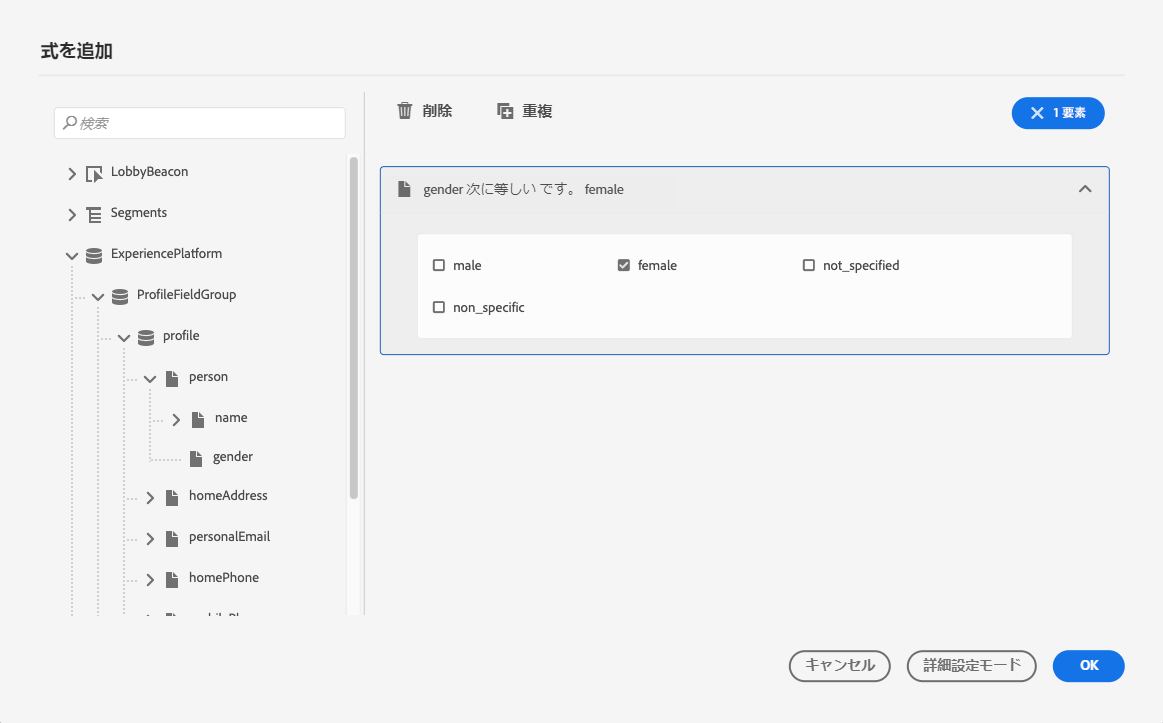 式を追加
検索
LobbyBeacon
Segments
ExperiencePlatform
ProfileFieldGroup
profile
person
name
gender
homeAddress
personalEmail
homePhone
削除 重複
1 要素
gender 次に等しい です。 female
male female not_specified
non_specific
キャンセル 詳細設定モード OK